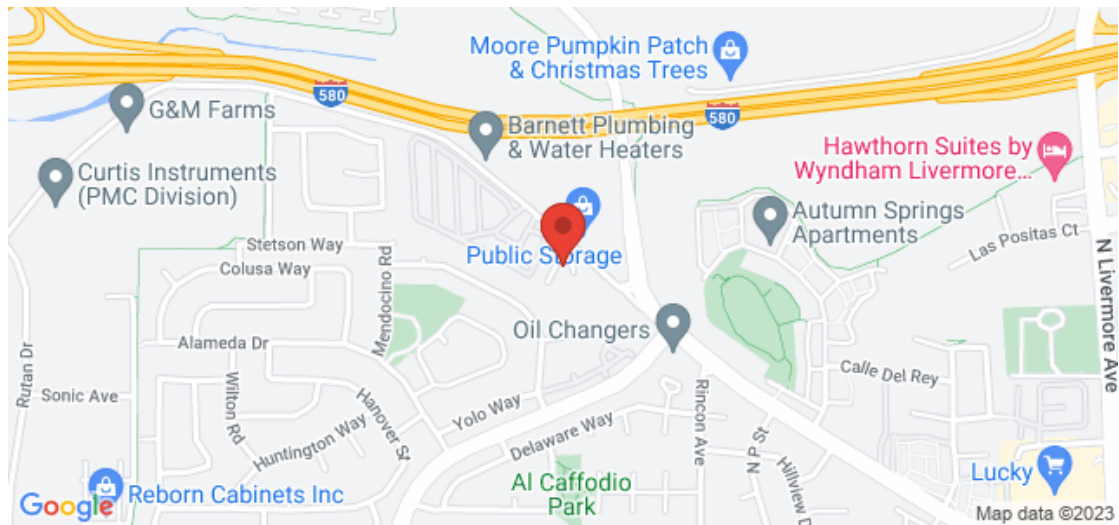 Moore Pumpkin Patch
& Christmas Trees
580
G&M Farms
580
Barnett Plumbing
& Water Heaters
Hawthorn Suites by
Wyndham Livermore...
Curtis Instruments
(PMC Division)
Autumn Springs
Apartments
Las Positas Ct
N Livermore Ave
Stetson Way
Public Storage
Colusa Way
Mendocino Rd
Oil Changers
Alameda Dr
Rutan Dr
Calle Del Rey
Sonic Ave
Wilton Rd
Hanover St
Yolo Way
Rincon Ave
Huntington Way
Delaware Way
N P St
Hillview D
Al Caffodio
Park
Lucky
Reborn Cabinets Inc
Google
Map data ©2023